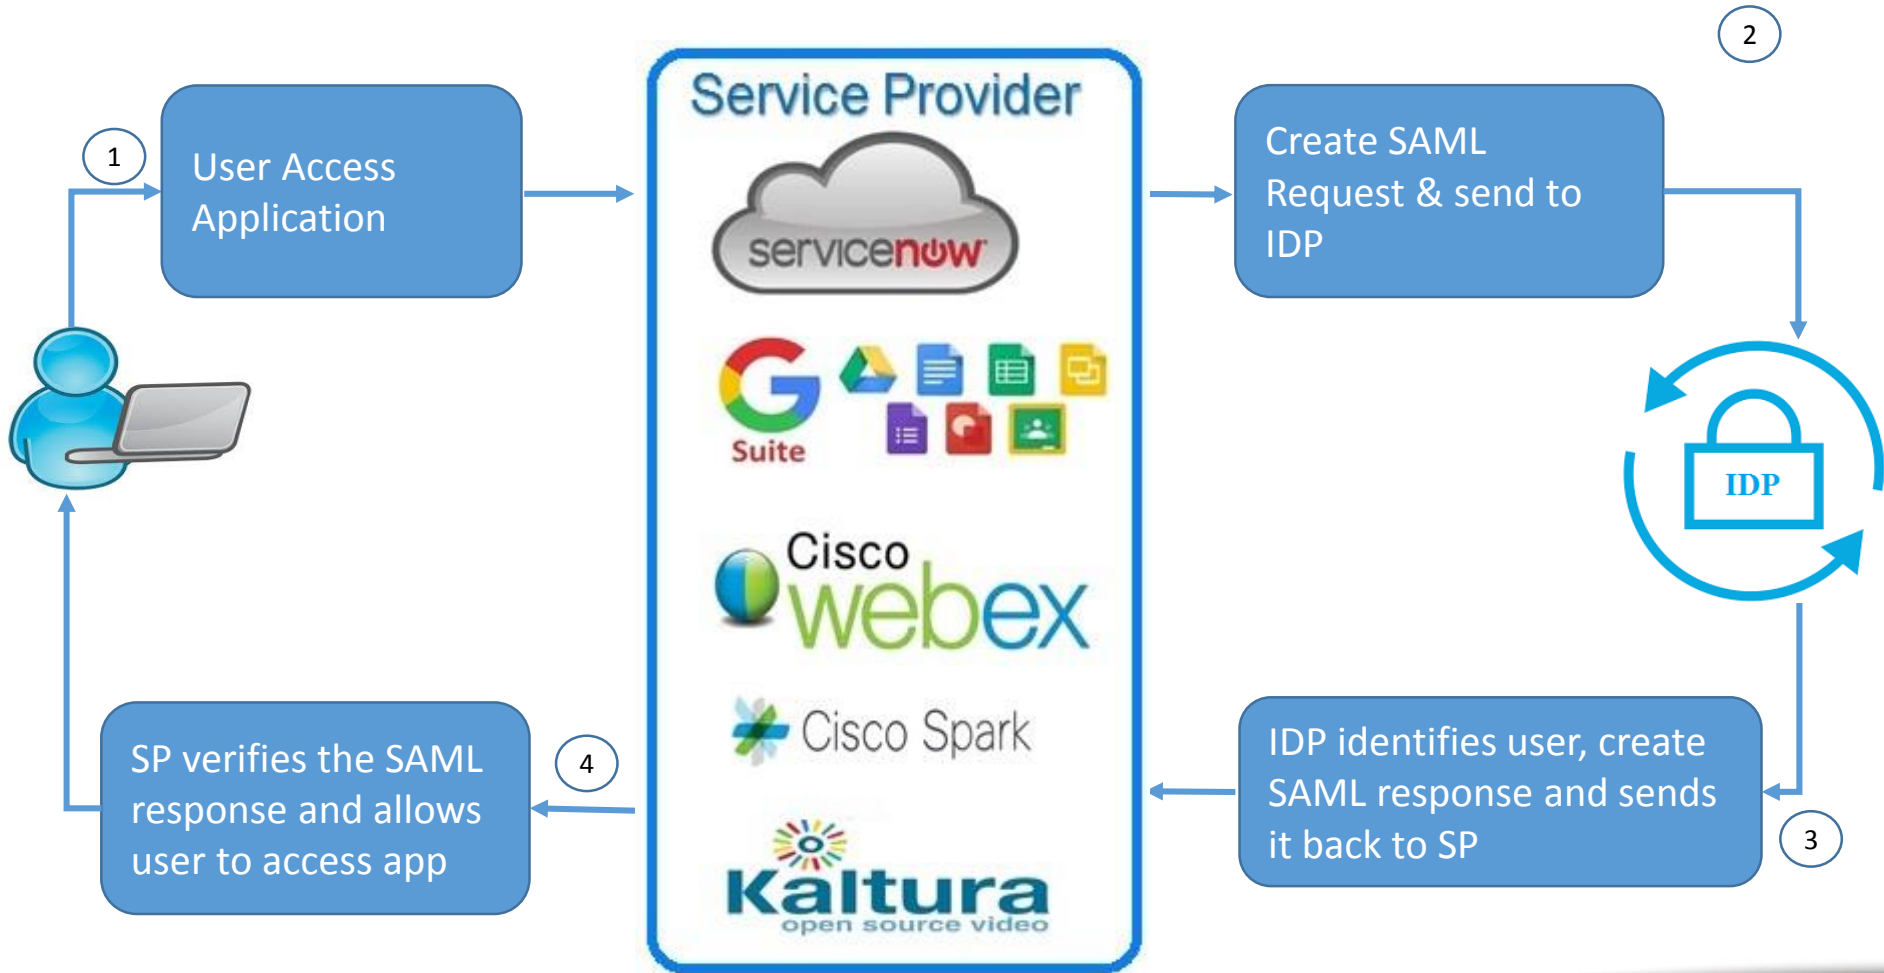 1
User Access
Application
Service Provider
servicenow
G
Suite
Cisco
webex
Cisco Spark
Kaltura
open source video
2
Create SAML
Request & send to
IDP
IDP
3
IDP identifies user, create
SAML response and sends
it back to SP
4
SP verifies the SAML
response and allows
user to access app